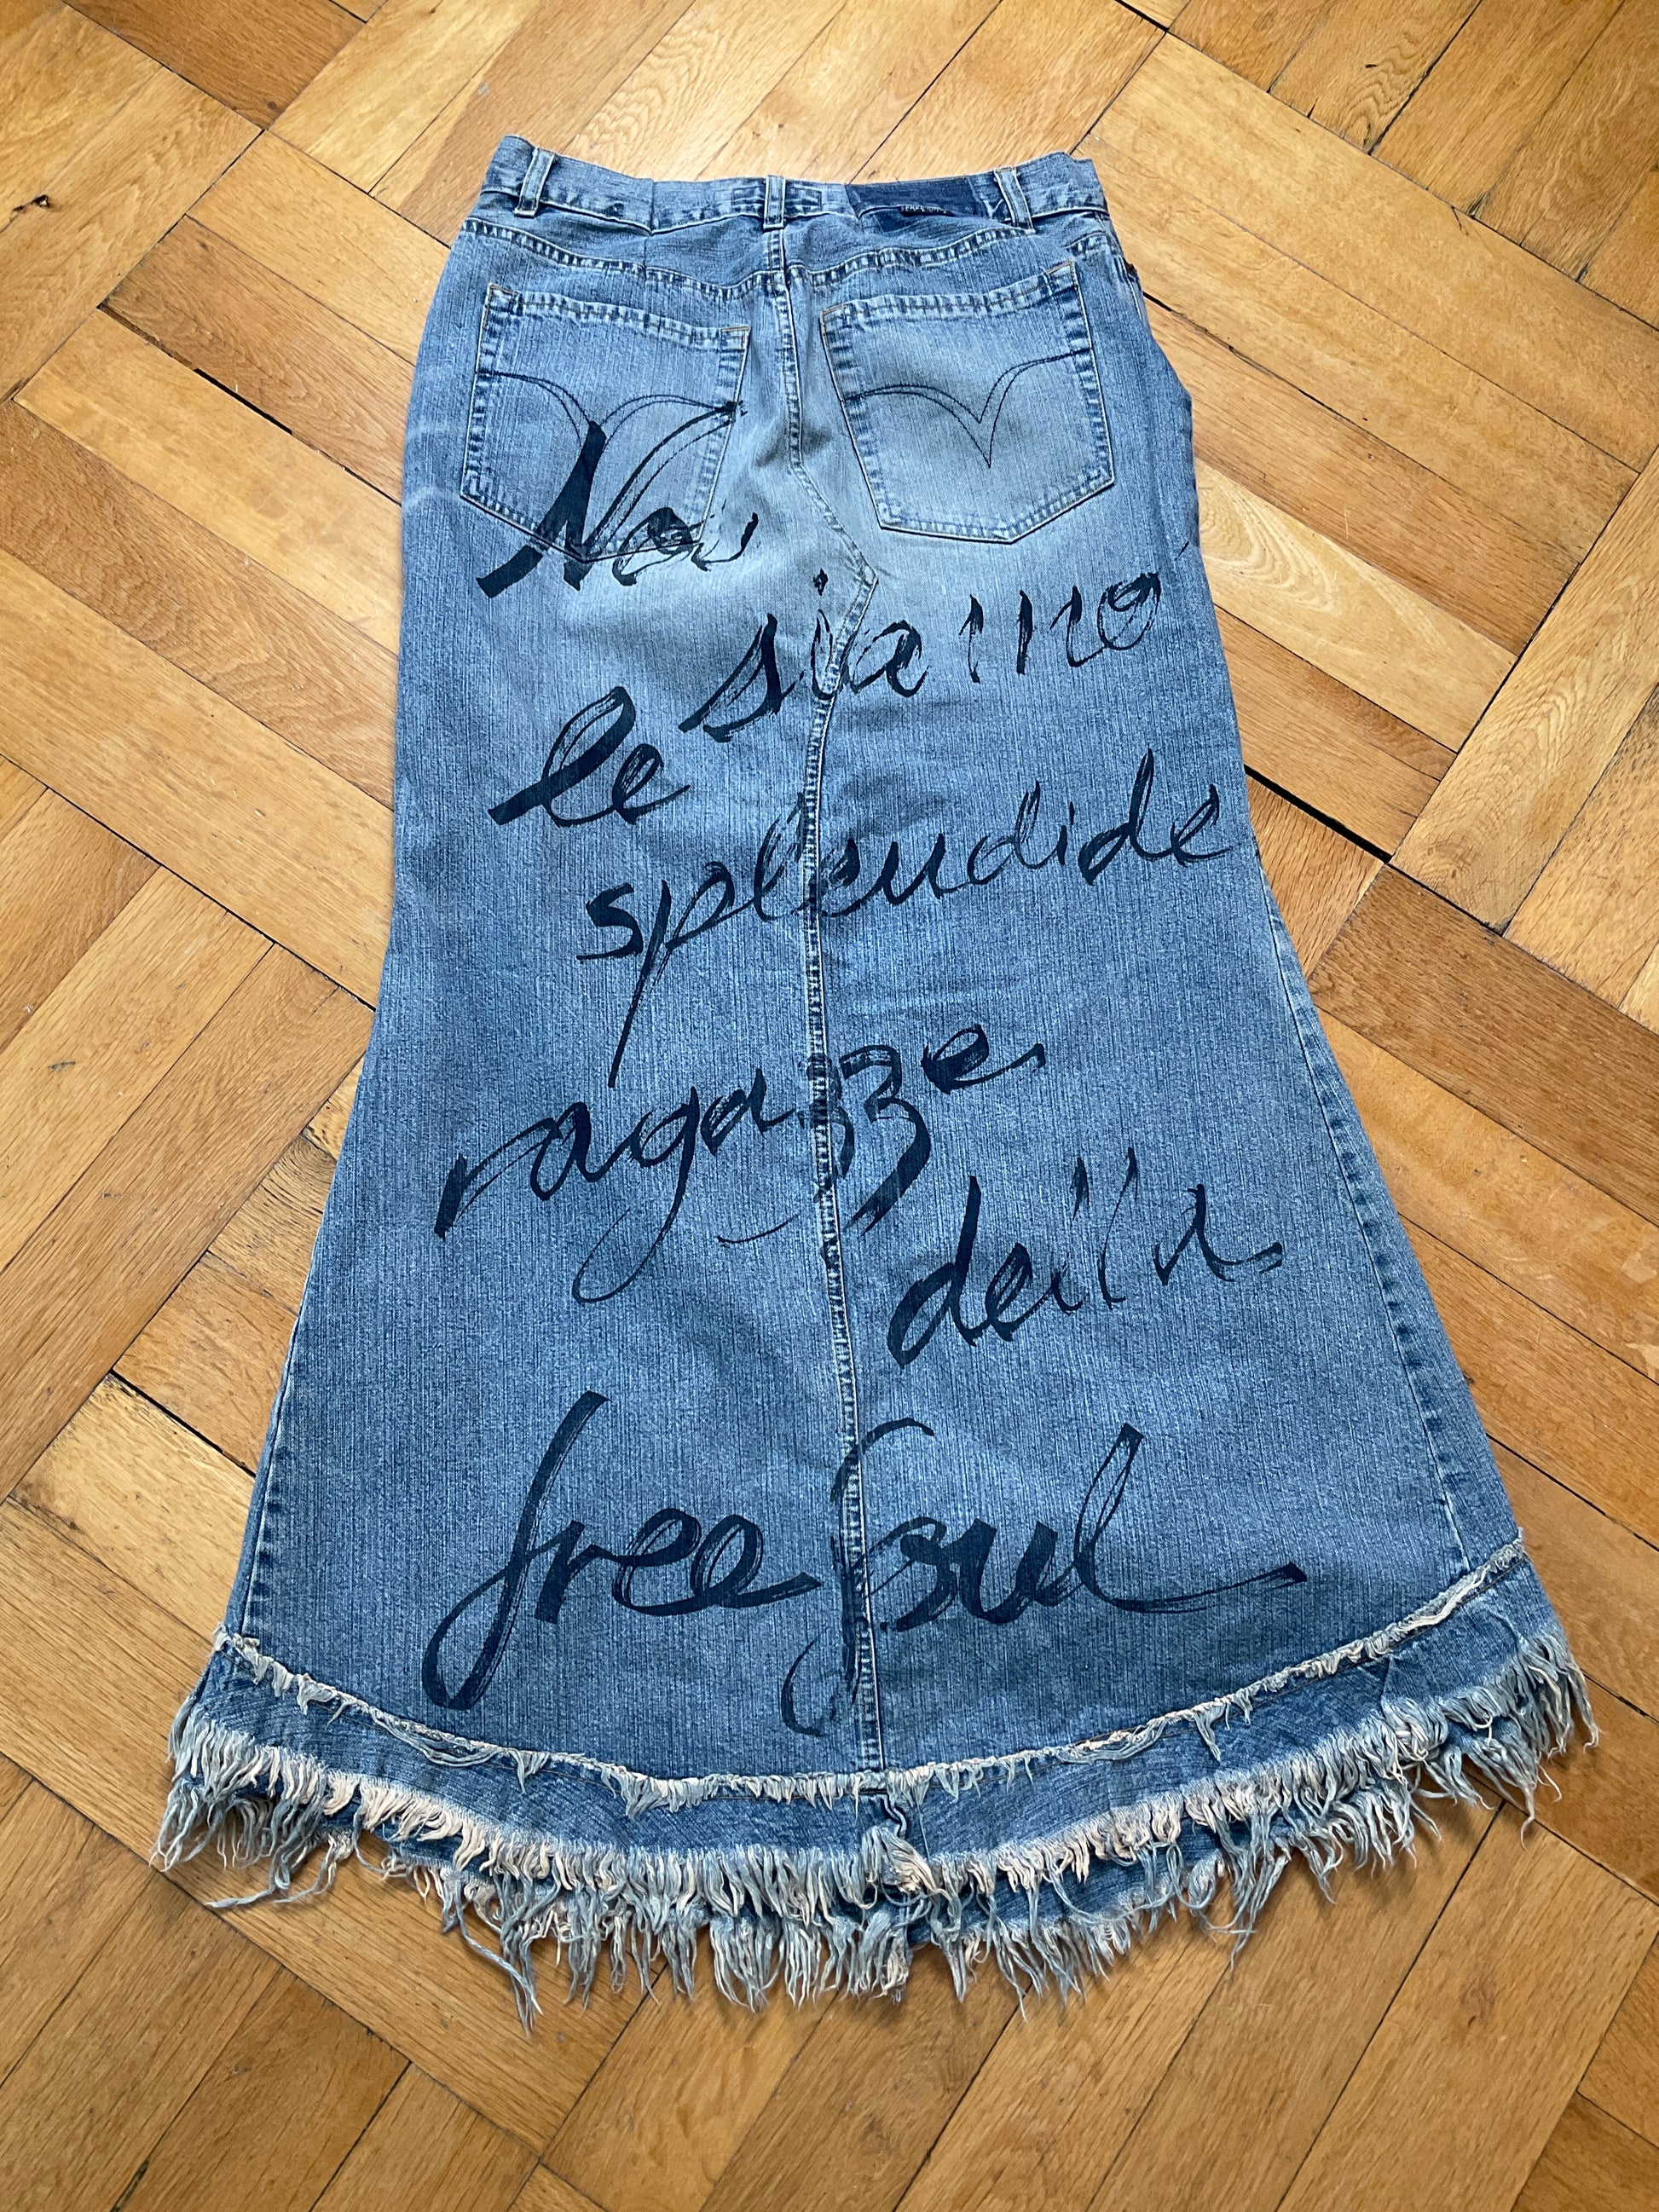 Noi
siamo
le
splendide
ragazze
della
free soul